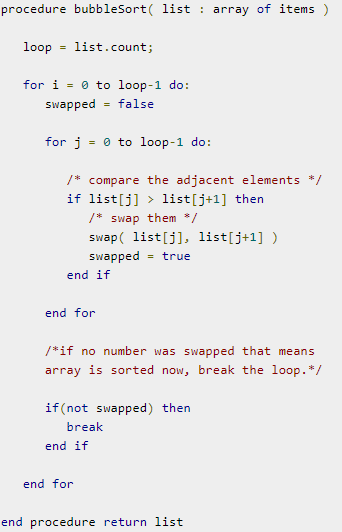 procedure bubbleSort( list : array of items )
loop = list.count;
for i = 0 to loop-1 do:
swapped = false
for j = 0 to loop-1 do:
/* compare the adjacent elements */
if list[j] > list[j+1] then
/* swap them */
swap( list[j], list[j+1] )
swapped = true
end if
end for
/*if no number was swapped that means
array is sorted now, break the loop.*/
if(not swapped) then
break
end if
end for
end procedure return list